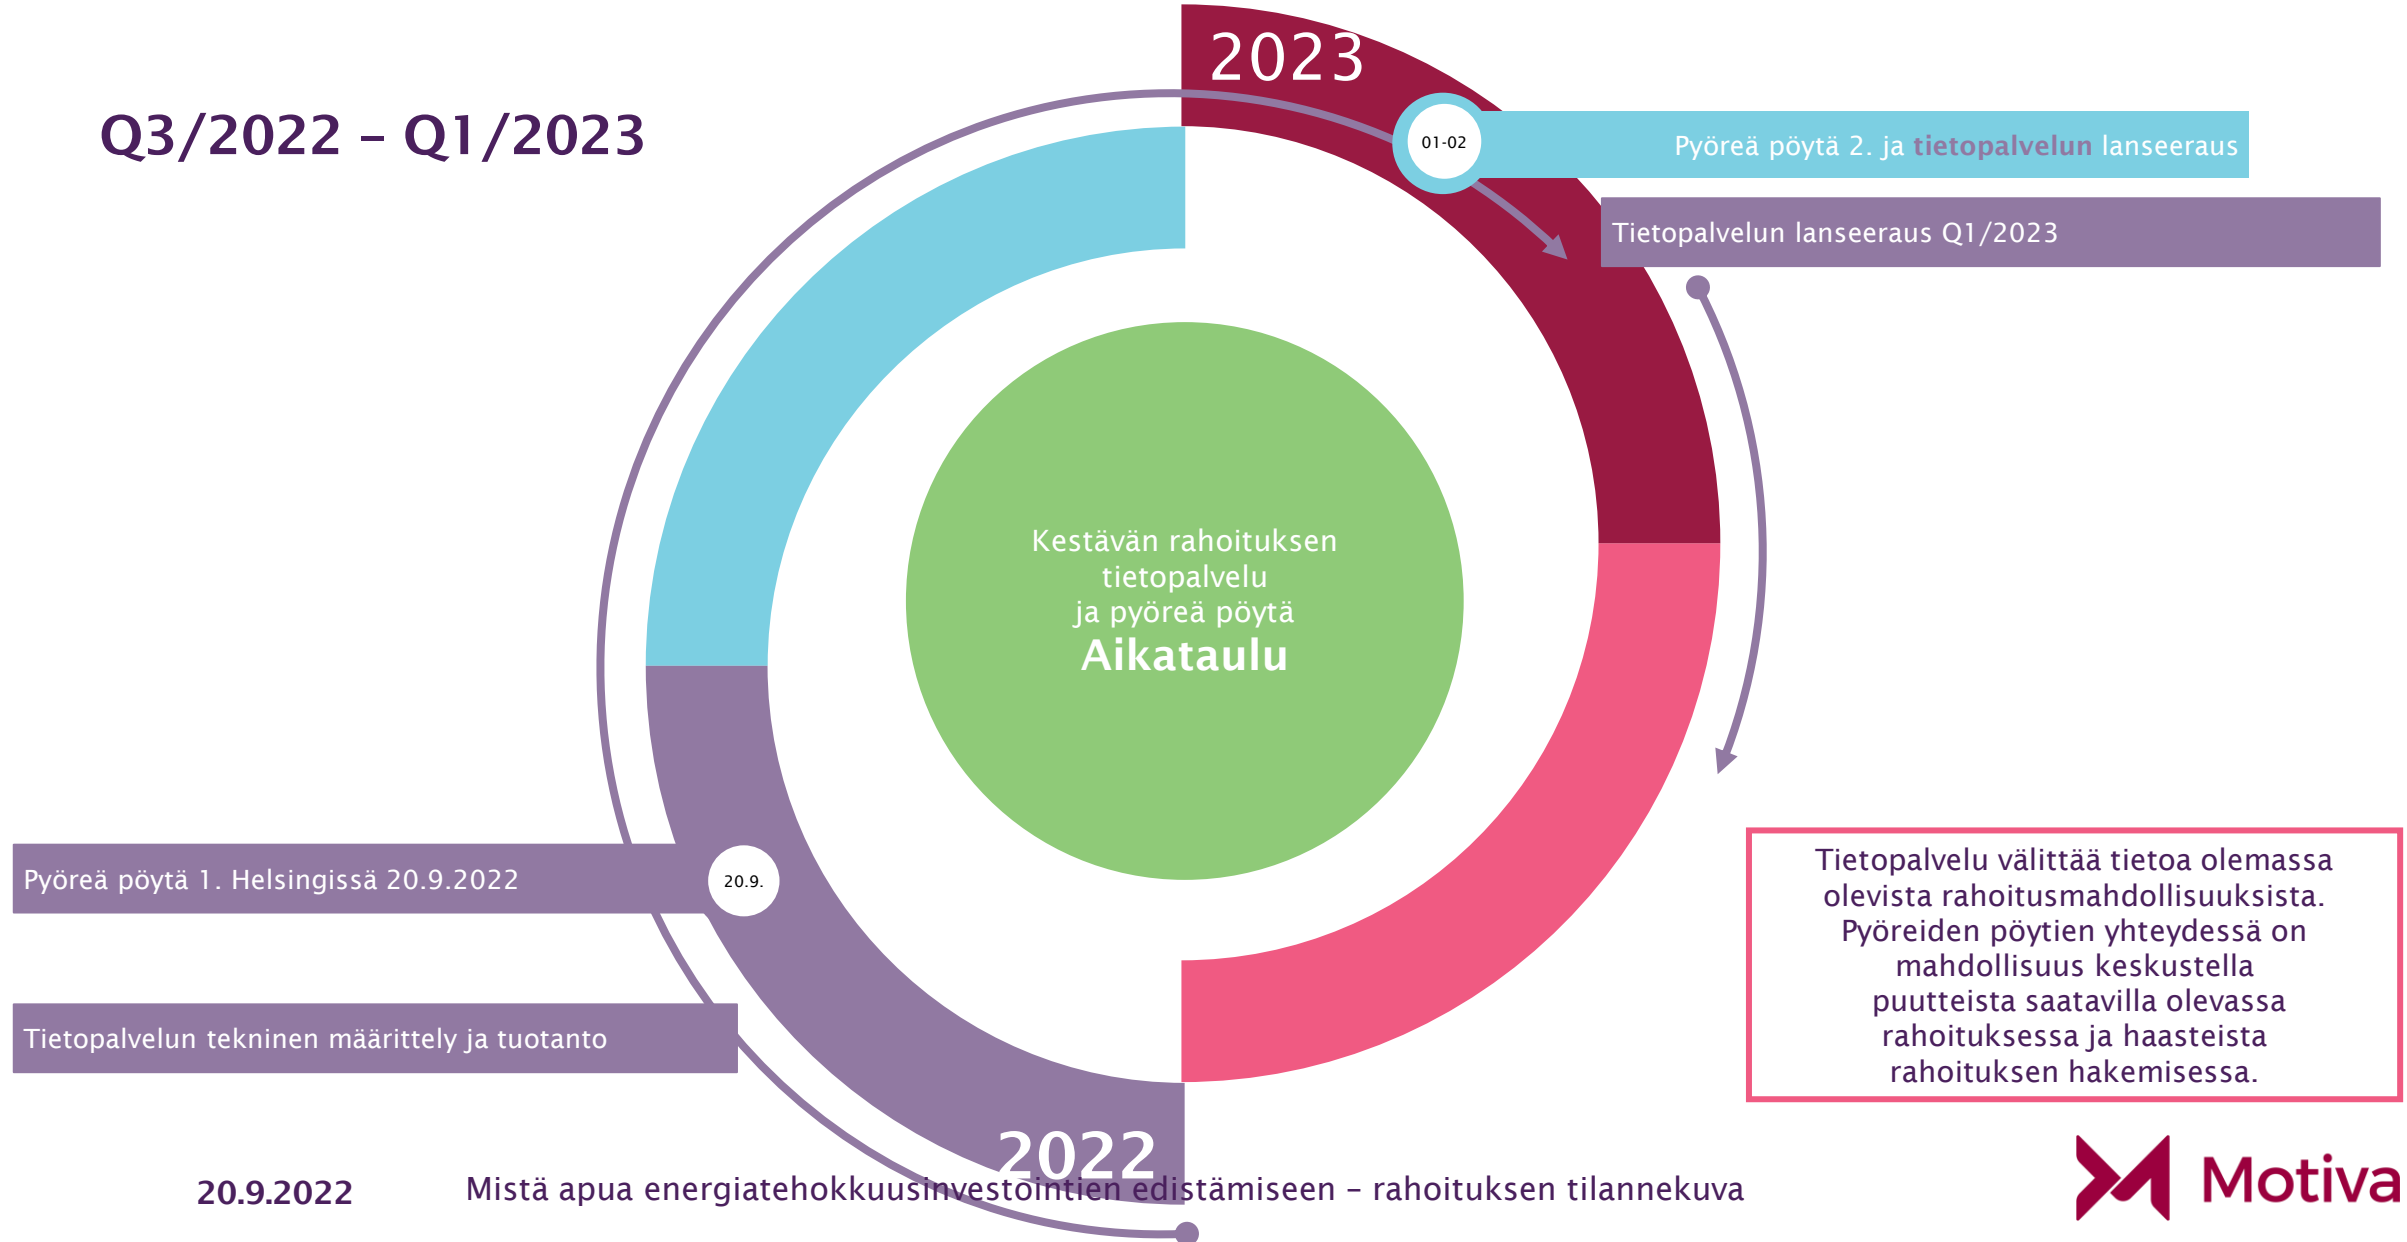 2023
Q3/2022 – Q1/2023
01-02
Pyöreä pöytä 2. ja tietopalvelun lanseeraus
Tietopalvelun lanseeraus Q1/2023
Kestävän rahoituksen
tietopalvelu
ja pyöreä pöytä
Aikataulu
Pyöreä pöytä 1. Helsingissä 20.9.2022
20.9.
Tietopalvelun tekninen määrittely ja tuotanto
Tietopalvelu välittää tietoa olemassa
olevista rahoitusmahdollisuuksista.
Pyöreiden pöytien yhteydessä on
mahdollisuus keskustella
puutteista saatavilla olevassa
rahoituksessa ja haasteista
rahoituksen hakemisessa.
2022
20.9.2022
Mistä apua energiatehokkuusinvestointien edistämiseen – rahoituksen tilannekuva
Motiva